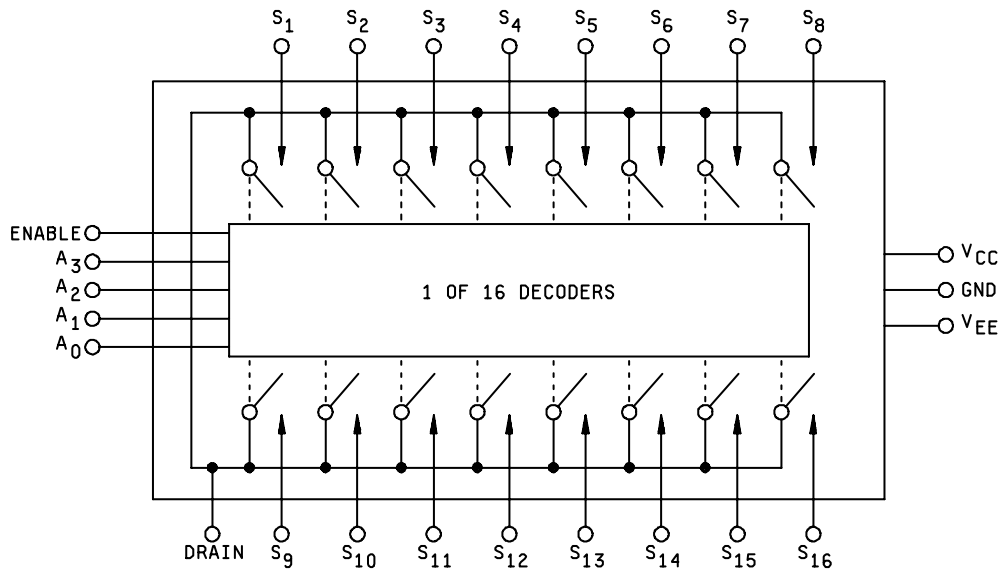 S1 S2 S3 S4 S5 S6 S7 S8
ENABLE
A3
A2
A1
A0
1 OF 16 DECODERS
VCC
GND
VEE
DRAIN S9 S10 S11 S12 S13 S14 S15 S16